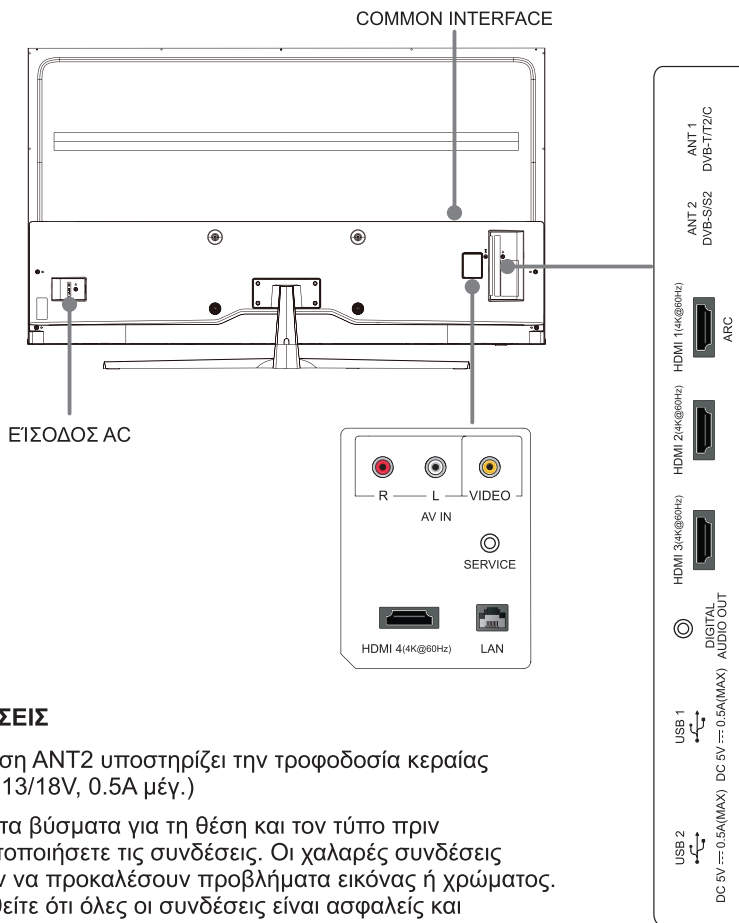 COMMON INTERFACE
ΕΊΣΟΔΟΣ AC
R L VIDEO
AV IN
SERVICE
HDMI 4(4K@60Hz) LAN
ANT 1
DVB-T/T2/C
ANT 2
DVB-S/S2
HDMI 1(4K@60Hz)
ARC
HDMI 2(4K@60Hz)
HDMI 3(4K@60Hz)
DIGITAL
AUDIO OUT
USB 1
DC 5V ⎓ 0.5A(MAX)
USB 2
DC 5V ⎓ 0.5A(MAX)
ΣΕΙΣ
ση ANT2 υποστηρίζει την τροφοδοσία κεραίας
13/18V, 0.5A μέγ.)
τα βύσματα για τη θέση και τον τύπο πριν
τοποιήσετε τις συνδέσεις. Οι χαλαρές συνδέσεις
ν να προκαλέσουν προβλήματα εικόνας ή χρώματος.
θείτε ότι όλες οι συνδέσεις είναι ασφαλείς και